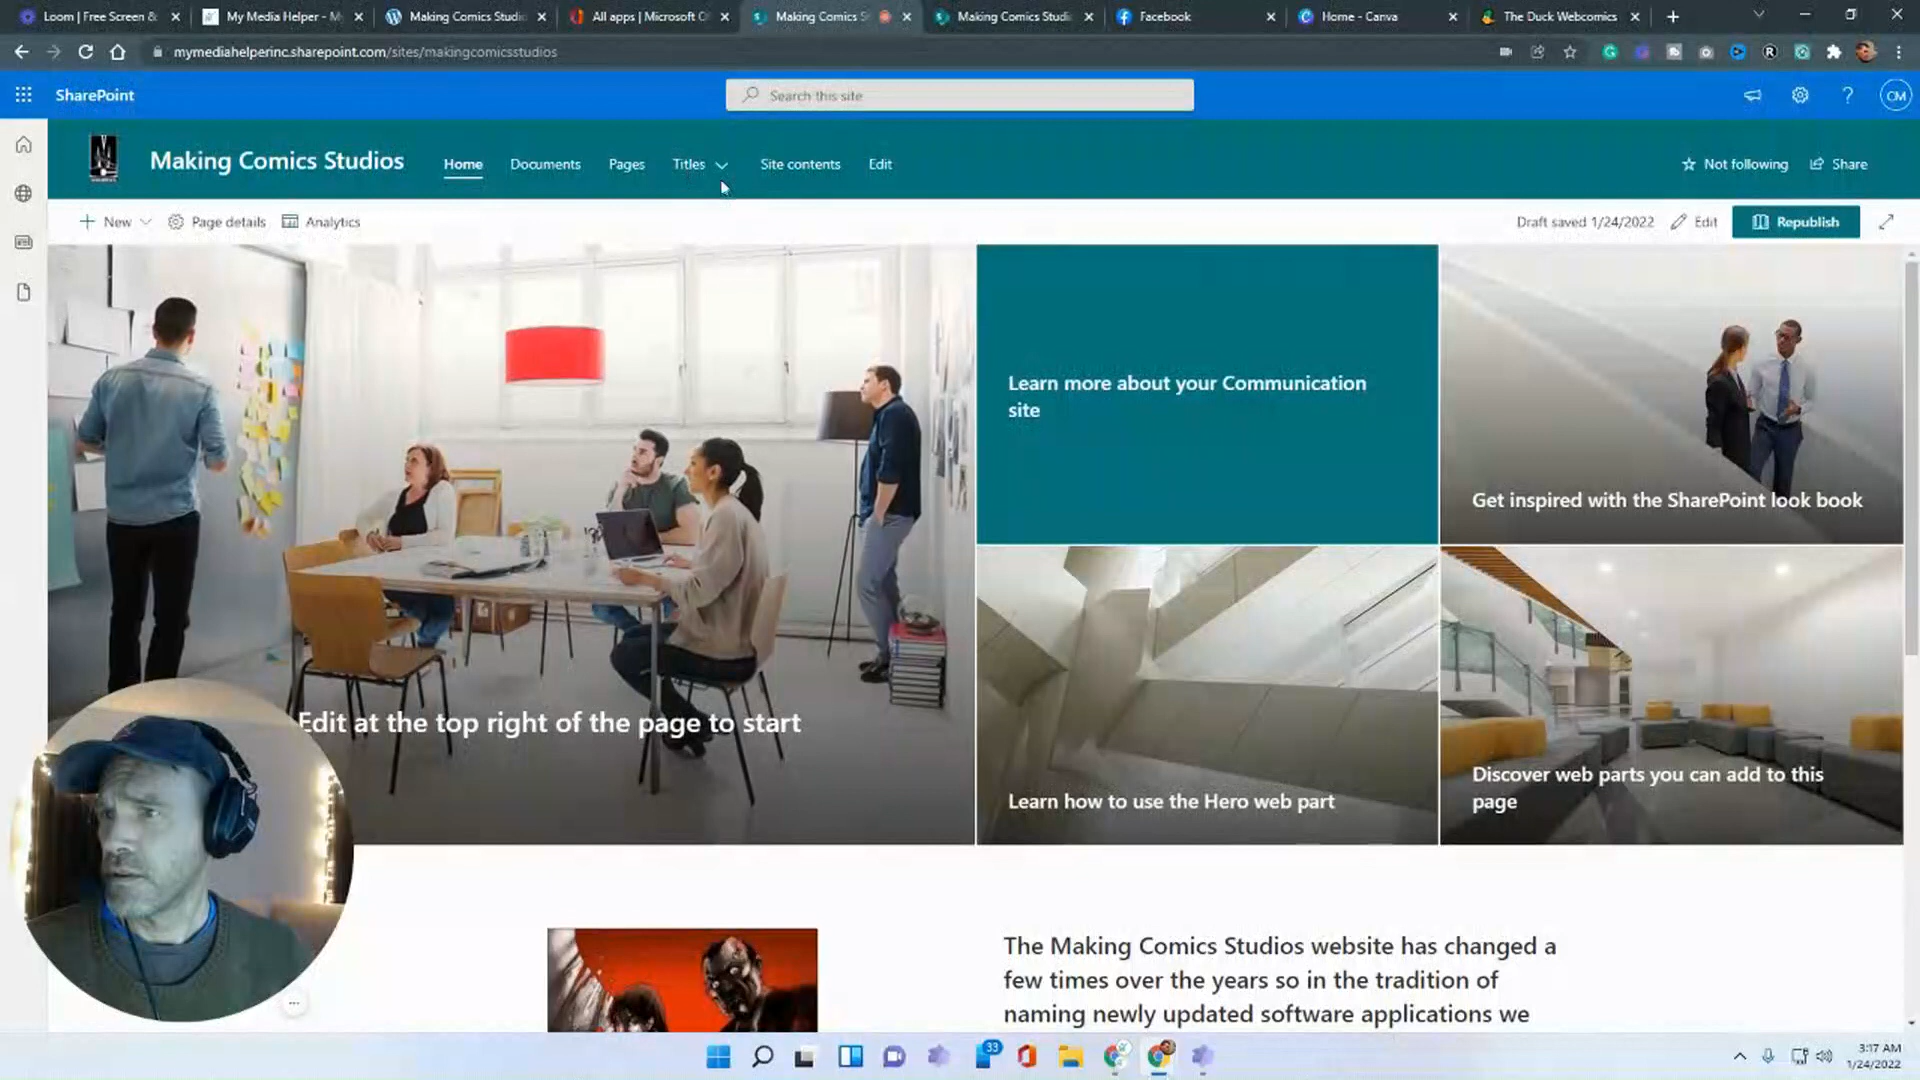 Loom | Free Screen &
My Media Helper - M
Making Comics Studio
All apps | Microsoft O
Making Comics S
Making Comics Studi
Facebook
Home - Canva
The Duck Webcomics
mymediahelperinc.sharepoint.com/sites/makingcomicsstudios
SharePoint
Search this site
CM
Making Comics Studios
Home
Documents
Pages
Titles
Site contents
Edit
Not following
Share
New
Page details
Analytics
Draft saved 1/24/2022
Edit
Republish
Learn more about your Communication
site
Get inspired with the SharePoint look book
Edit at the top right of the page to start
Learn how to use the Hero web part
Discover web parts you can add to this
page
The Making Comics Studios website has changed a
few times over the years so in the tradition of
naming newly updated software applications we
33
3:17 AM
1/24/2022